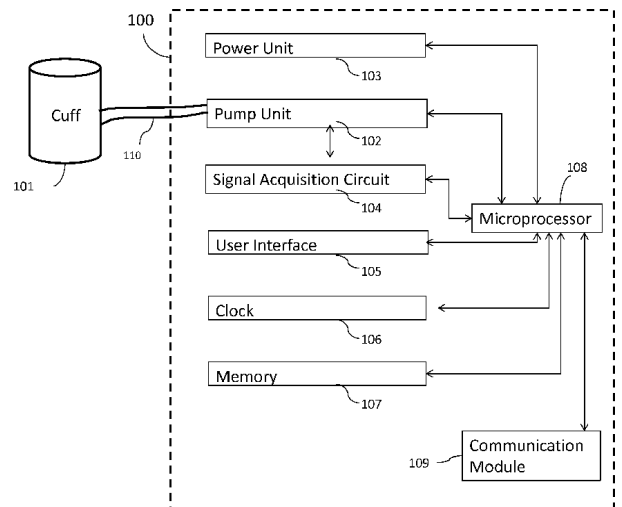 100
Power Unit
103
Cuff
Pump Unit
110
102
101
Signal Acquisition Circuit
104
108
Microprocessor
User Interface
105
Clock
106
Memory
107
Communication
Module
109